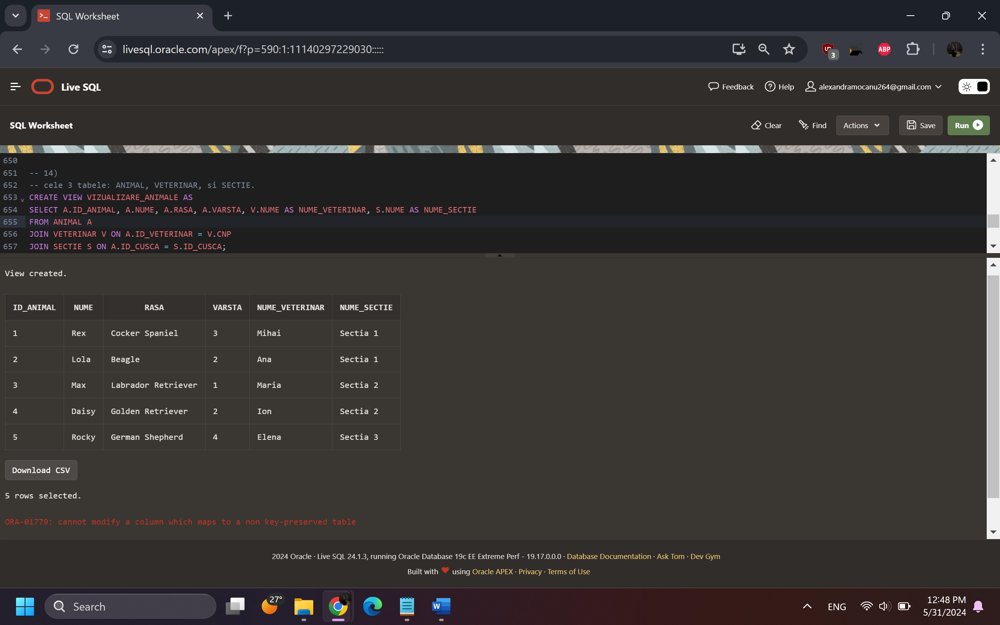 SQL Worksheet
livesql.oracle.com/apex/f?p=590:1:11140297229030:::::
3
ABP
Live SQL
Feedback
Help
alexandramocanu264@gmail.com
SQL Worksheet
Clear
Find
Actions
Save
Run
650
651 -- 14)
652 -- cele 3 tabele: ANIMAL, VETERINAR, si SECTIE.
653 CREATE VIEW VIZUALIZARE_ANIMALE AS
654 SELECT A.ID_ANIMAL, A.NUME, A.RASA, A.VARSTA, V.NUME AS NUME_VETERINAR, S.NUME AS NUME_SECTIE
655 FROM ANIMAL A
656 JOIN VETERINAR V ON A.ID_VETERINAR = V.CNP
657 JOIN SECTIE S ON A.ID_CUSCA = S.ID_CUSCA;
View created.
ID_ANIMAL NUME RASA VARSTA NUME_VETERINAR NUME_SECTIE
1 Rex Cocker Spaniel 3 Mihai Sectia 1
2 Lola Beagle 2 Ana Sectia 1
3 Max Labrador Retriever 1 Maria Sectia 2
4 Daisy Golden Retriever 2 Ion Sectia 2
5 Rocky German Shepherd 4 Elena Sectia 3
Download CSV
5 rows selected.
ORA-01779: cannot modify a column which maps to a non key-preserved table
2024 Oracle · Live SQL 24.1.3, running Oracle Database 19c EE Extreme Perf - 19.17.0.0.0 · Database Documentation · Ask Tom · Dev Gym
Built with ❤ using Oracle APEX · Privacy · Terms of Use
Search
27°
W
ENG
12:48 PM
5/31/2024